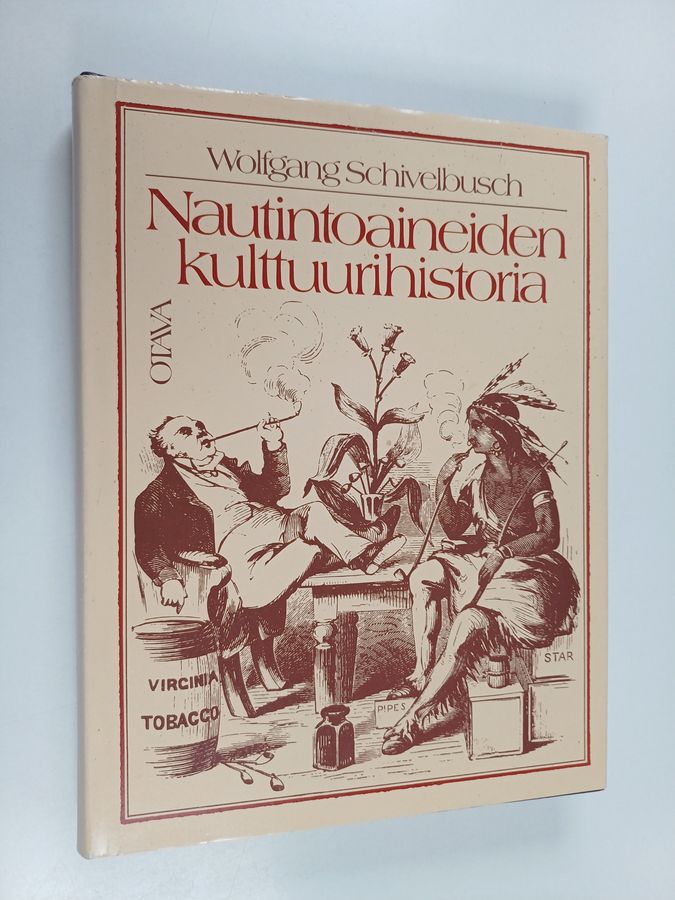 Wolfgang Schivelbusch
Nautintoaineiden
kulttuurihistoria
OTAVA
VIRGINIA
TOBACCO
PIPES
STAR